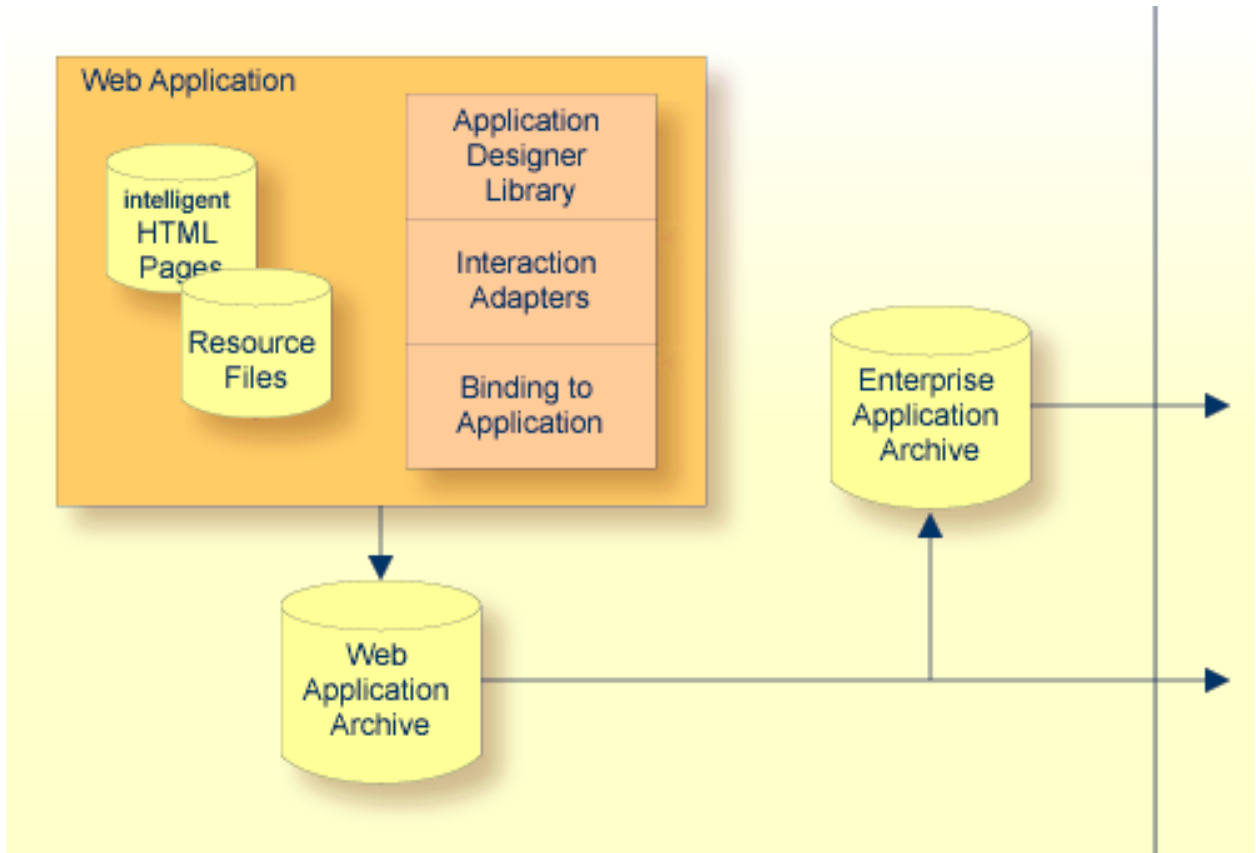 Web Application
intelligent
HTML
Pages
Resource
Files
Application
Designer
Library
Interaction
Adapters
Binding to
Application
Enterprise
Application
Archive
Web
Application
Archive